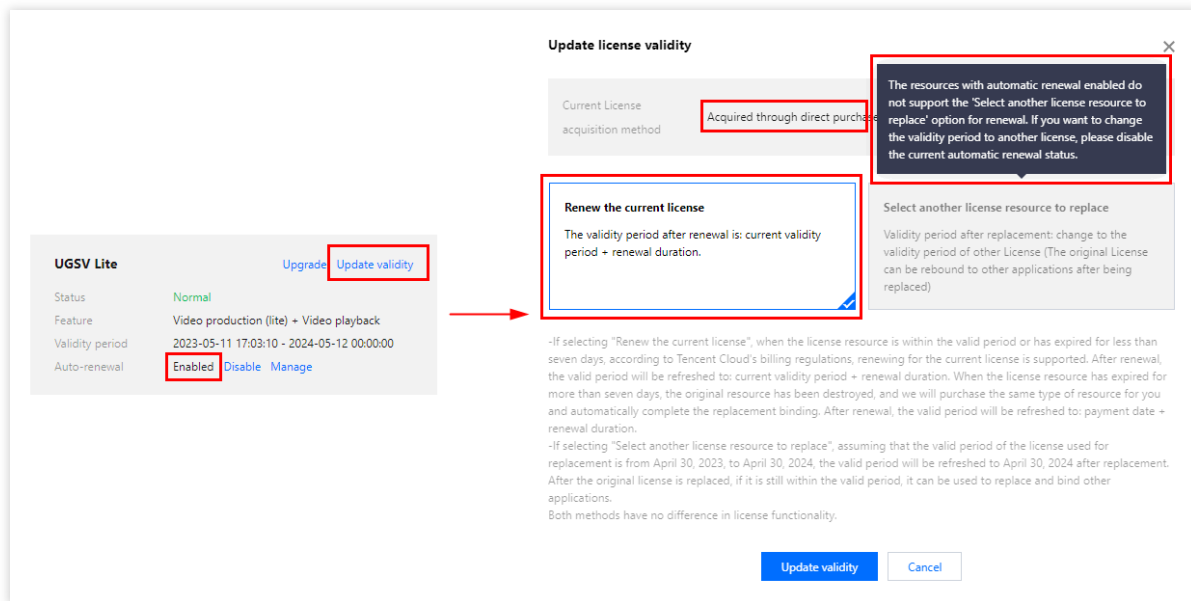 UGSV Lite
Upgrade Update validity
Status Normal
Feature Video production (lite) + Video playback
Validity period 2023-05-11 17:03:10 - 2024-05-12 00:00:00
Auto-renewal Enabled Disable Manage
Update license validity
Current License
acquisition method
Acquired through direct purchase
The resources with automatic renewal enabled do
not support the 'Select another license resource to
replace' option for renewal. If you want to change
the validity period to another license, please disable
the current automatic renewal status.
Renew the current license
The validity period after renewal is: current validity
period + renewal duration.
Select another license resource to replace
Validity period after replacement: change to the
validity period of other License (The original License
can be rebound to other applications after being
replaced)
-If selecting "Renew the current license", when the license resource is within the valid period or has expired for less than
seven days, according to Tencent Cloud's billing regulations, renewing for the current license is supported. After renewal,
the valid period will be refreshed to: current validity period + renewal duration. When the license resource has expired for
more than seven days, the original resource has been destroyed, and we will purchase the same type of resource for you
and automatically complete the replacement binding. After renewal, the valid period will be refreshed to: payment date +
renewal duration.
-If selecting "Select another license resource to replace", assuming that the valid period of the license used for
replacement is from April 30, 2023, to April 30, 2024, the valid period will be refreshed to April 30, 2024 after replacement.
After the original license is replaced, if it is still within the valid period, it can be used to replace and bind other
applications.
Both methods have no difference in license functionality.
Update validity Cancel